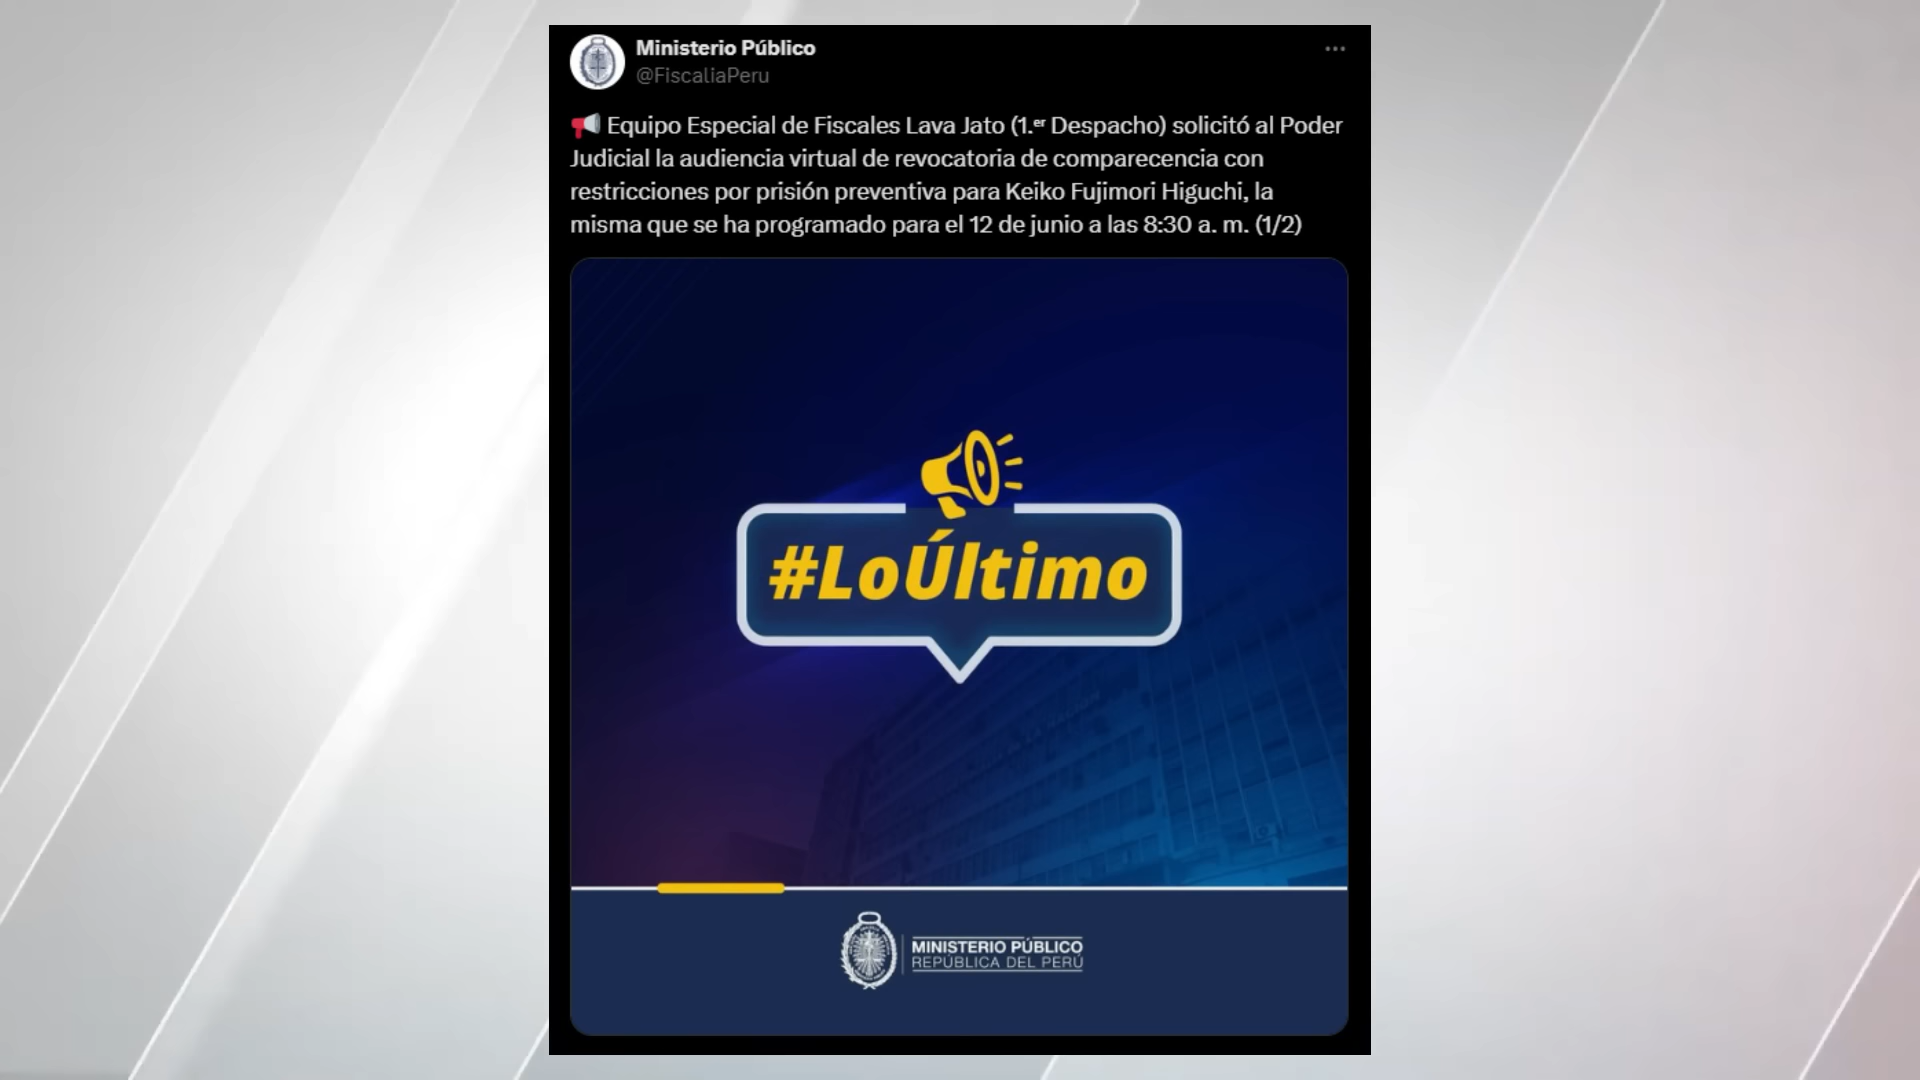 Ministerio Público
@FiscaliaPeru
Equipo Especial de Fiscales Lava Jato (1.er Despacho) solicitó al Poder
Judicial la audiencia virtual de revocatoria de comparecencia con
restricciones por prisión preventiva para Keiko Fujimori Higuchi, la
misma que se ha programado para el 12 de junio a las 8:30 a. m. (1/2)
#LoÚltimo
MINISTERIO PÚBLICO
REPÚBLICA DEL PERÚ